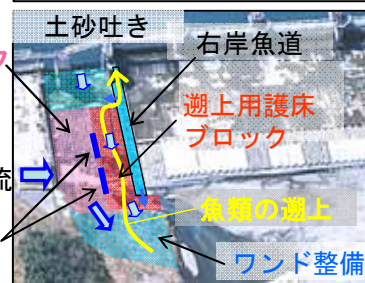 土砂吐き
右岸魚道
遡上用護床
ブロック
魚類の遡上
ワンド整備